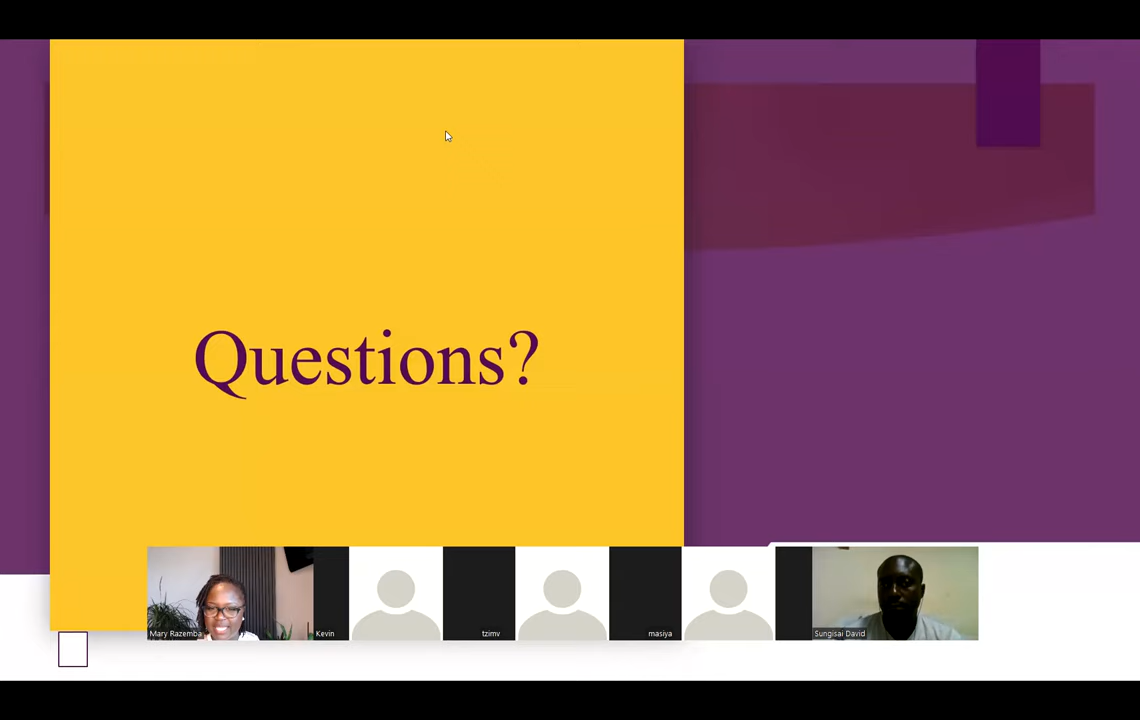 Questions?
Mary Razemba
Kevin
tzimv
masiya
Sungisai David